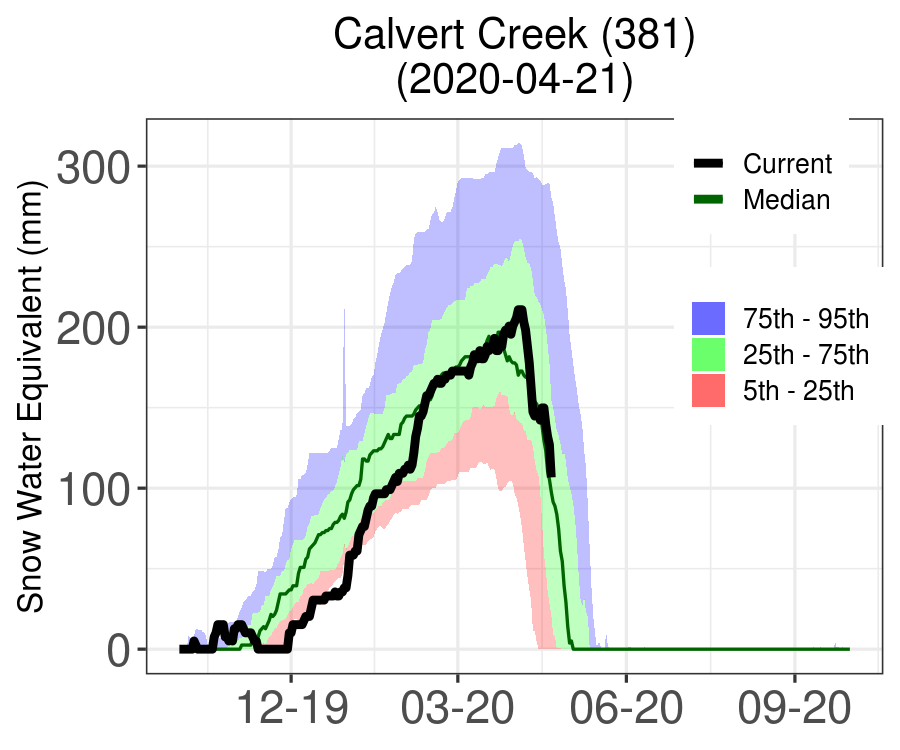 Calvert Creek (381)
(2020-04-21)
Snow Water Equivalent (mm)
300
200
100
0
12-19
03-20
06-20
09-20
Current
Median
75th - 95th
25th - 75th
5th - 25th